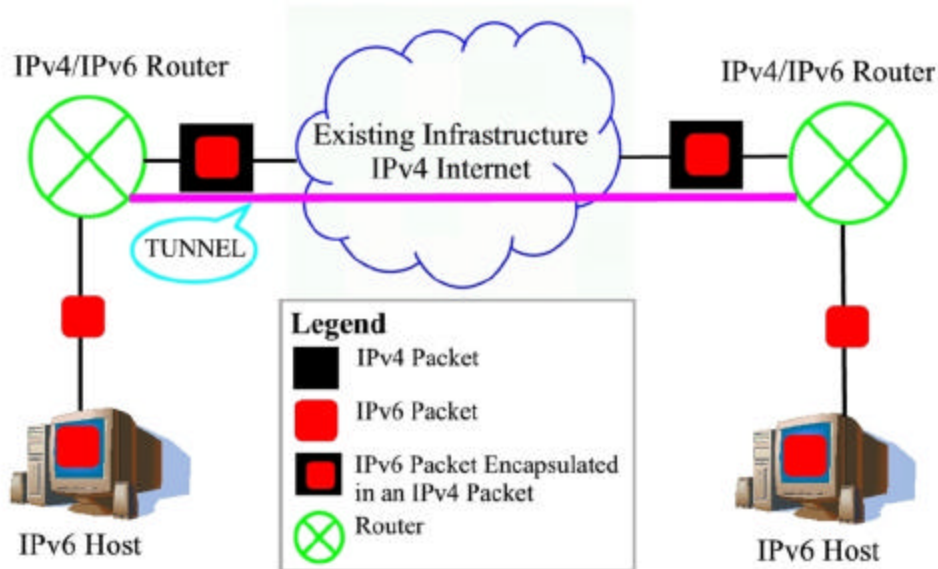 IPv4/IPv6 Router
IPv4/IPv6 Router
Existing Infrastructure
IPv4 Internet
TUNNEL
Legend
IPv4 Packet
IPv6 Packet
IPv6 Packet Encapsulated
in an IPv4 Packet
Router
IPv6 Host
IPv6 Host